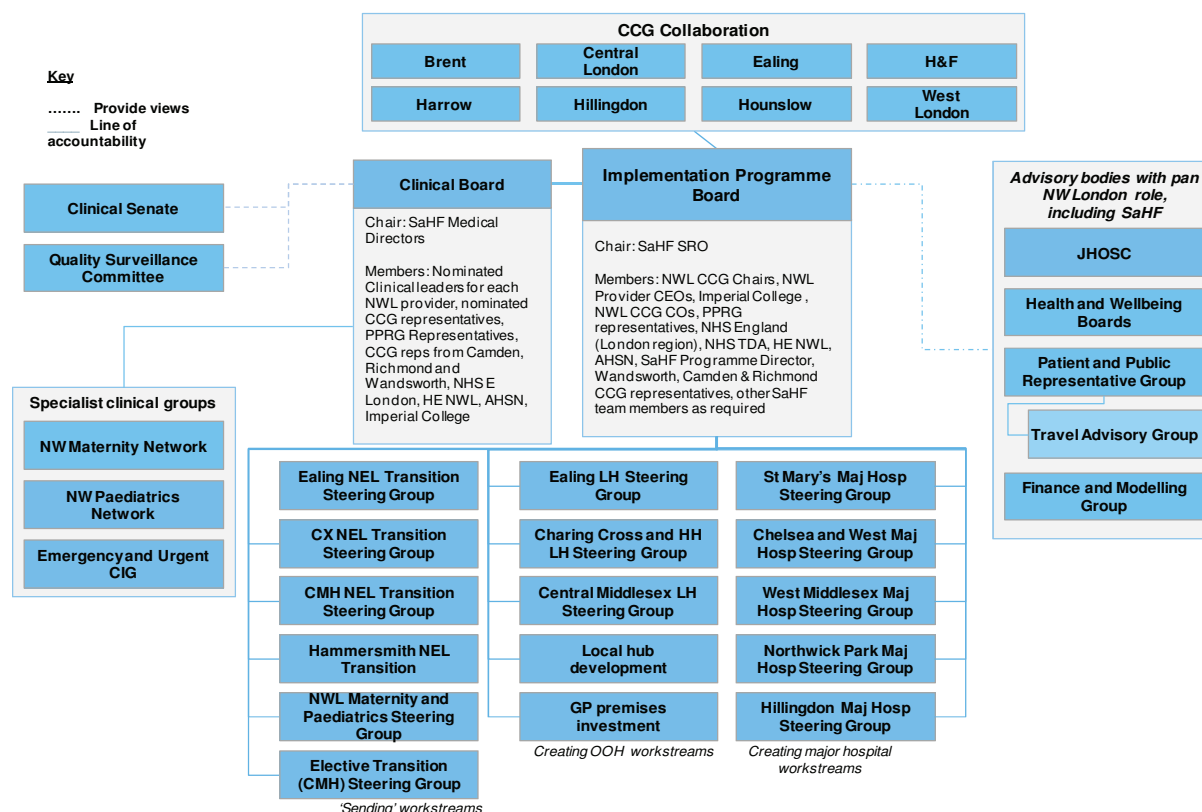 CCG Collaboration
Brent
Central
London
Ealing
H&F
Harrow
Hillingdon
Hounslow
West
London
Key
....... Provide views
____ Line of
accountability
Clinical Senate
Quality Surveillance
Committee
Clinical Board
Chair: SaHF Medical
Directors
Members: Nominated
Clinical leaders for each
NWL provider, nominated
CCG representatives,
PPRG Representatives,
CCG reps from Camden,
Richmond and
Wandsworth, NHS E
London, HE NWL, AHSN,
Imperial College
Implementation Programme
Board
Chair: SaHF SRO
Members: NWL CCG Chairs, NWL
Provider CEOs, Imperial College ,
NWL CCG COs, PPRG
representatives, NHS England
(London region), NHS TDA, HE NWL,
AHSN, SaHF Programme Director,
Wandsworth, Camden & Richmond
CCG representatives, other SaHF
team members as required
Advisory bodies with pan
NW London role,
including SaHF
JHOSC
Health and Wellbeing
Boards
Patient and Public
Representative Group
Travel Advisory Group
Finance and Modelling
Group
Specialist clinical groups
NW Maternity Network
NW Paediatrics
Network
Emergency and Urgent
CIG
Ealing NEL Transition
Steering Group
CX NEL Transition
Steering Group
CMH NEL Transition
Steering Group
Hammersmith NEL
Transition
NWL Maternity and
Paediatrics Steering
Group
Elective Transition
(CMH) Steering Group
'Sending' workstreams
Ealing LH Steering
Group
Charing Cross and HH
LH Steering Group
Central Middlesex LH
Steering Group
Local hub
development
GP premises
investment
Creating OOH workstreams
St Mary's Maj Hosp
Steering Group
Chelsea and West Maj
Hosp Steering Group
West Middlesex Maj
Hosp Steering Group
Northwick Park Maj
Hosp Steering Group
Hillingdon Maj Hosp
Steering Group
Creating major hospital
workstreams